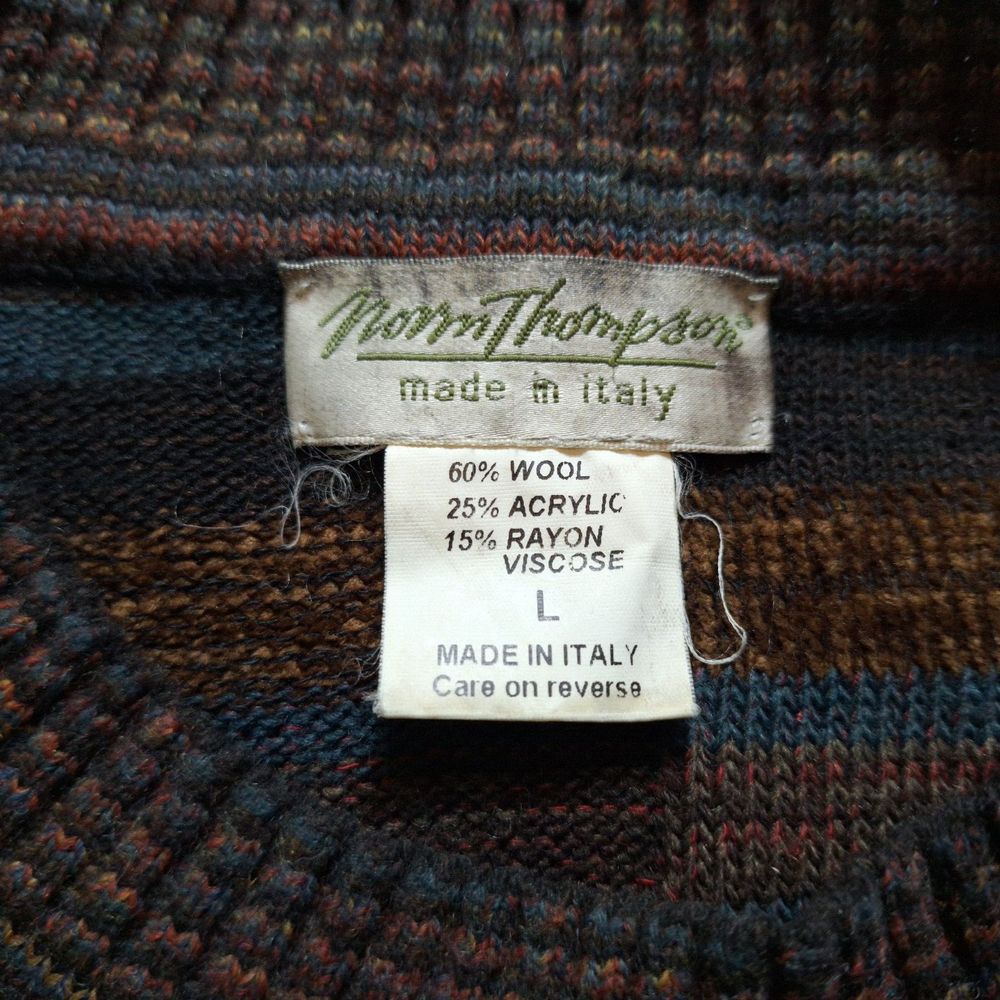 Norm Thompson
made in italy
60% WOOL
25% ACRYLIC
15% RAYON
VISCOSE
L
MADE IN ITALY
Care on reverse